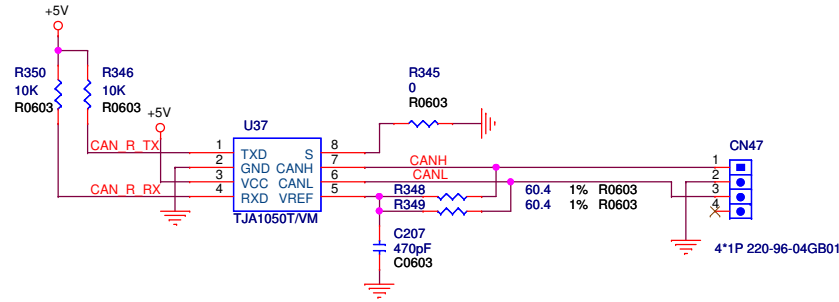 +5V
R350
10K
R0603
R346
10K
R0603
+5V
CAN_R_TX
CAN_R_RX
U37
1
2
3
4
TXD
GND
VCC
RXD
S
CANH
CANL
VREF
8
7
6
5
TJA1050T/VM
R345
0
R0603
CANH
CANL
R348 60.4 1% R0603
R349 60.4 1% R0603
C207
470pF
C0603
CN47
1
2
3
4
4*1P 220-96-04GB01